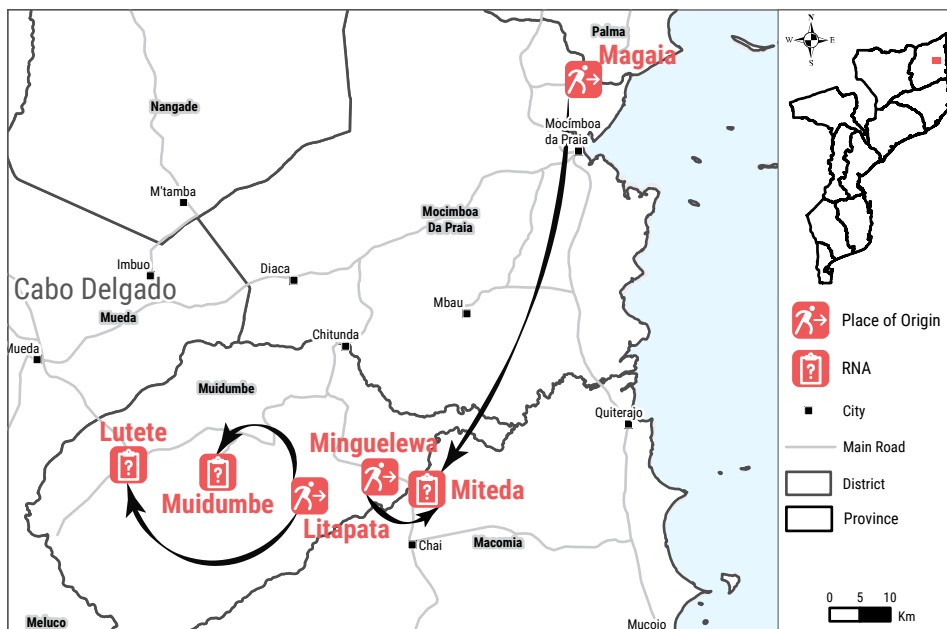 Palma
Magaia
Nangade
Mocímboa
da Praia
M'tamba
Mocimboa
Da Praia
Imbuo
Diaca
Cabo Delgado
Mbau
Mueda
Chitunda
Mueda
Muidumbe
Quiterajo
Lutete
Minguelewa
Muidumbe
Miteda
Litapata
Chai
Macomia
Meluco
Mucojo
N
W
E
S
Place of Origin
?
RNA
City
Main Road
District
Province
0
5
10
Km
?
?
?